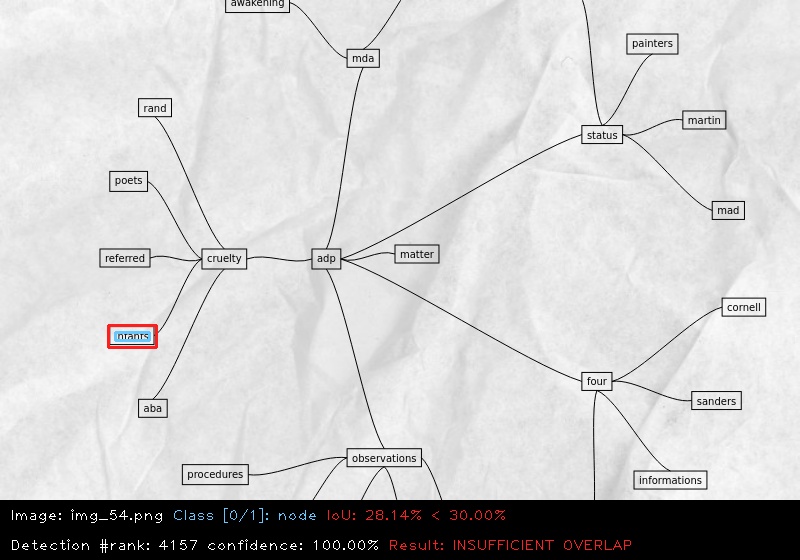 awakening
mda
painters
rand
martin
status
poets
mad
referred
cruelty
adp
matter
cornell
four
sanders
aba
observations
procedures
informations
Image: img_54.png Class [0/1]: node IoU: 28.14% < 30.00%
Detection #rank: 4157 confidence: 100.00% Result: INSUFFICIENT OVERLAP